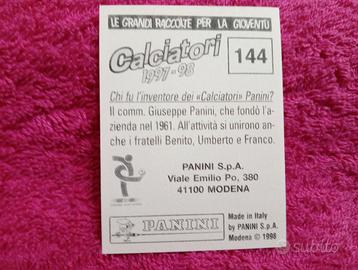 LE GRANDI RACCOLTE PER LA GIOVENTÙ
Calciatori
1997-98
144
Chi fu l'inventore dei «Calciatori» Panini?
Il comm. Giuseppe Panini, che fondò l'a-
zienda nel 1961. All'attività si unirono an-
che i fratelli Benito, Umberto e Franco.
PANINI S.p.A.
Viale Emilio Po, 380
41100 MODENA
PANINI
Made in Italy
by PANINI S.p.A.
Modena © 1998
subito